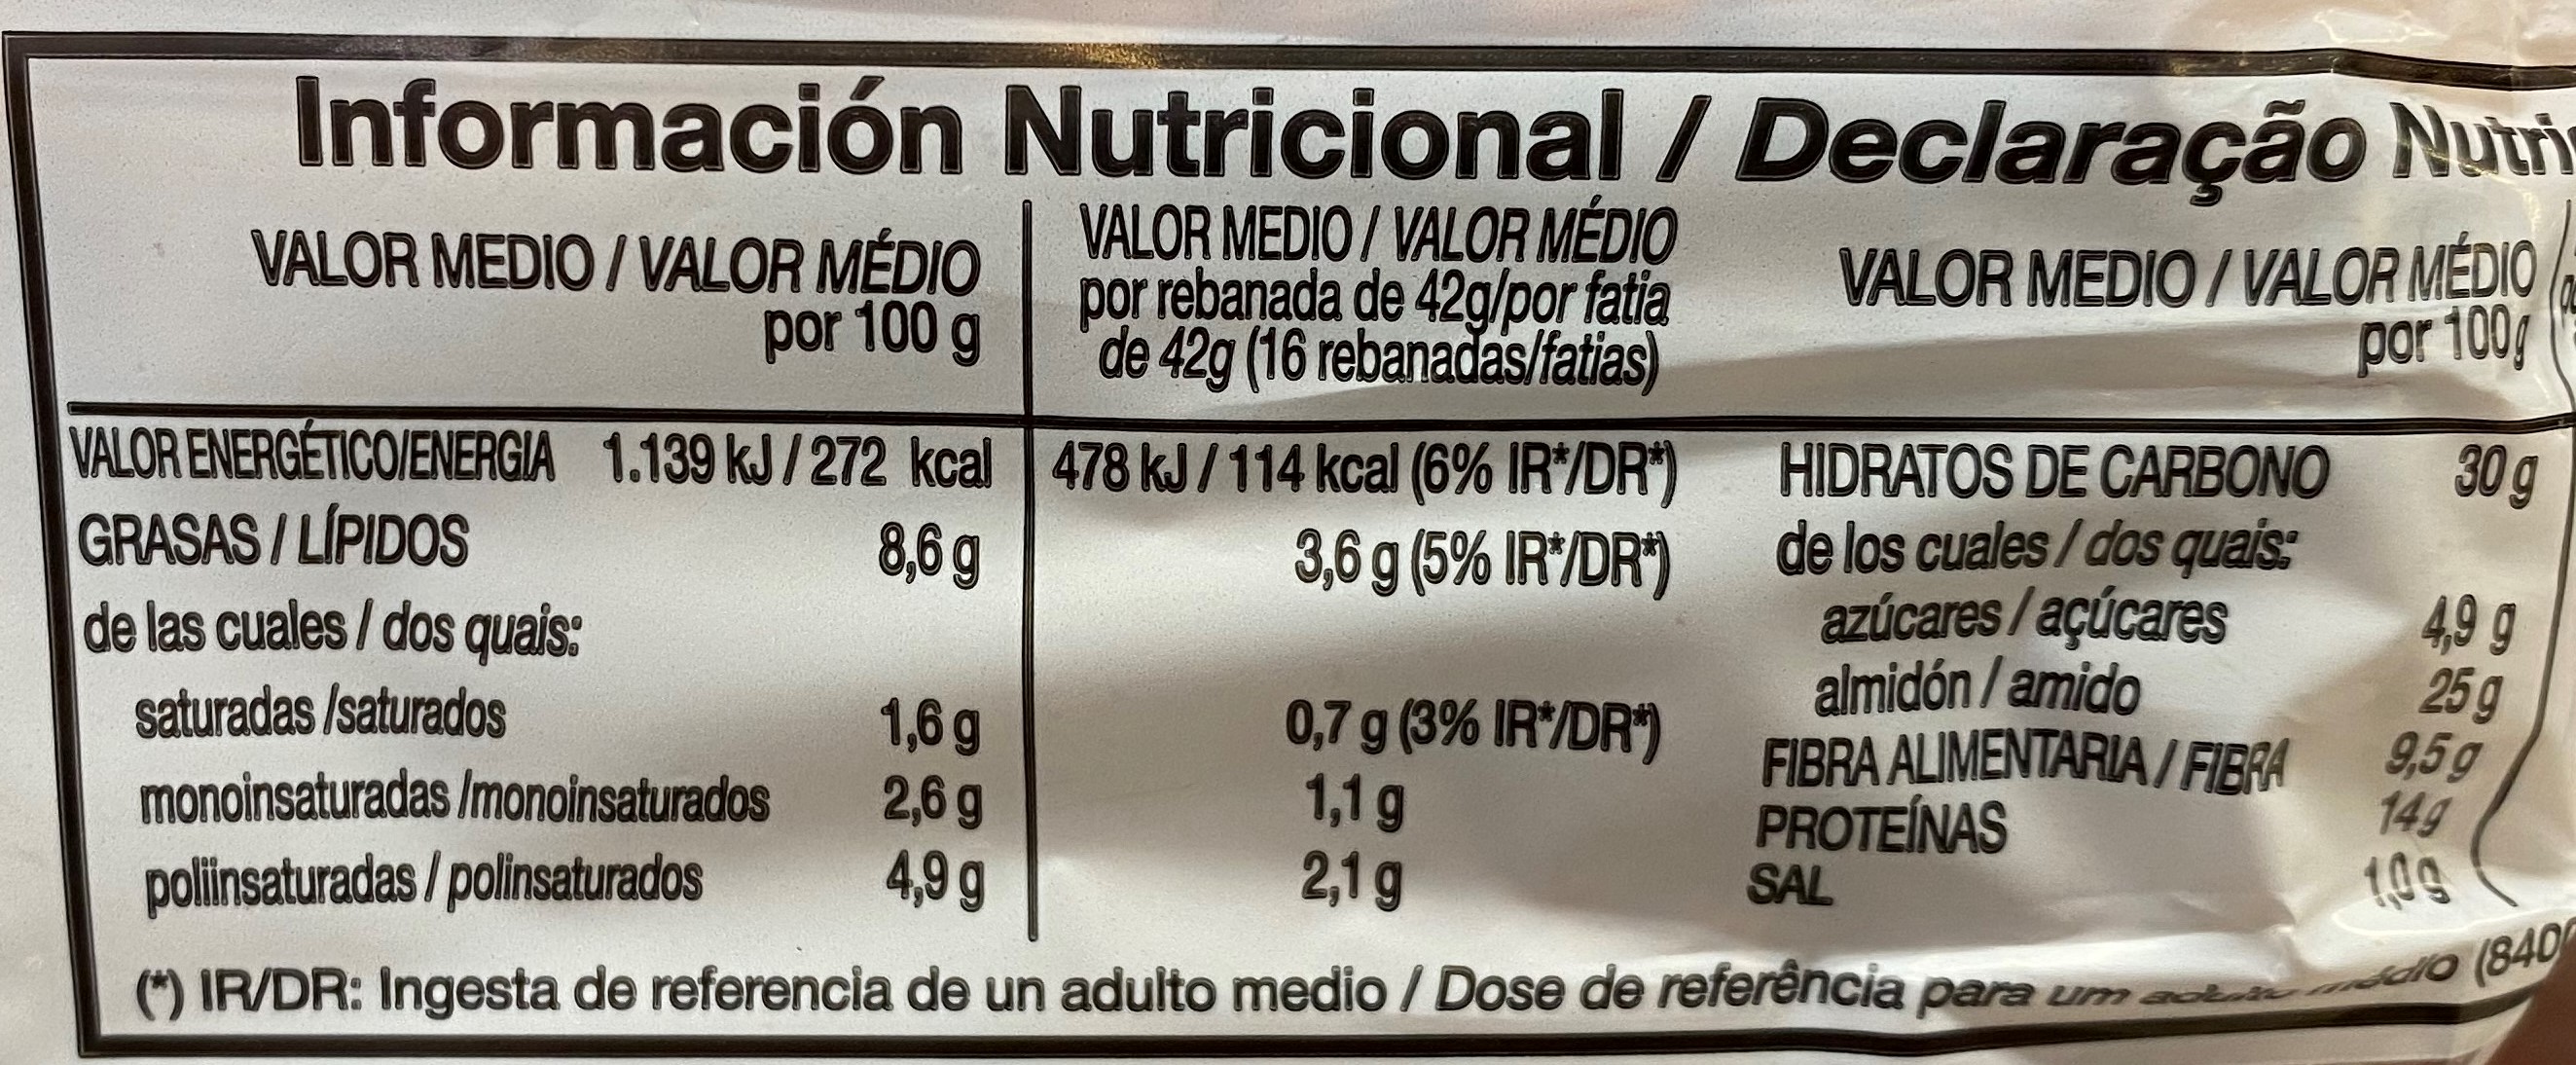 Información Nutricional / Declaração
VALOR MEDIO / VALOR MÉDIO
por 100 g
VALOR MEDIO / VALOR MÉDIO
por rebanada de 42g/por fatia
de 42g (16 rebanadas/fatias)
VALOR MEDIO / VALOR MÉDIO
por 100g
VALOR ENERGÉTICO/ENERGIA 1.139 kJ / 272 kcal 478 kJ / 114 kcal (6% IR*/DR*)
GRASAS / LÍPIDOS 8,6 g 3,6 g (5% IR*/DR*)
de las cuales / dos quais:
saturadas /saturados 1,6 g 0,7 g (3% IR*/DR*)
monoinsaturadas /monoinsaturados 2,6 g 1,1 g
poliinsaturadas / polinsaturados 4,9 g 2,1 g
HIDRATOS DE CARBONO 30 g
de los cuales / dos quais:
azúcares / açúcares 4,9 g
almidón / amido 25 g
FIBRA ALIMENTARIA / FIBRA 9,5 g
PROTEÍNAS 14 g
SAL 1,0 g
(*) IR/DR: Ingesta de referencia de un adulto medio / Dose de referência para um adulto médio